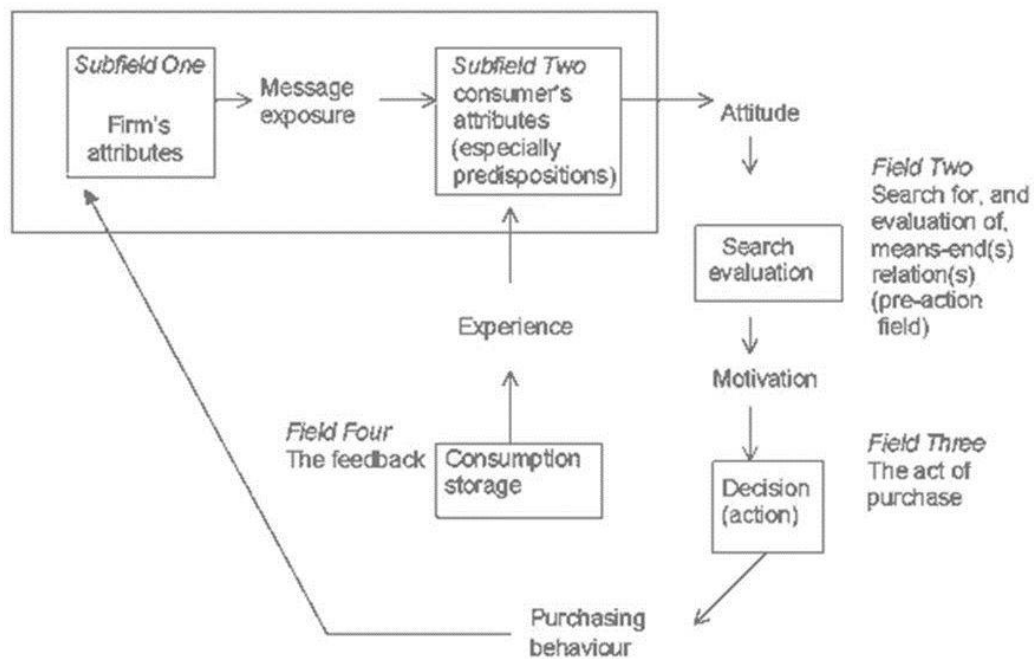 Subfield One
Firm's
attributes
Message
exposure
Subfield Two
consumer's
attributes
(especially
predispositions)
Attitude
Field Two
Search for, and
evaluation of,
means-end(s)
relation(s)
(pre-action
field)
Search
evaluation
Experience
Motivation
Field Four
The feedback
Consumption
storage
Field Three
The act of
purchase
Decision
(action)
Purchasing
behaviour